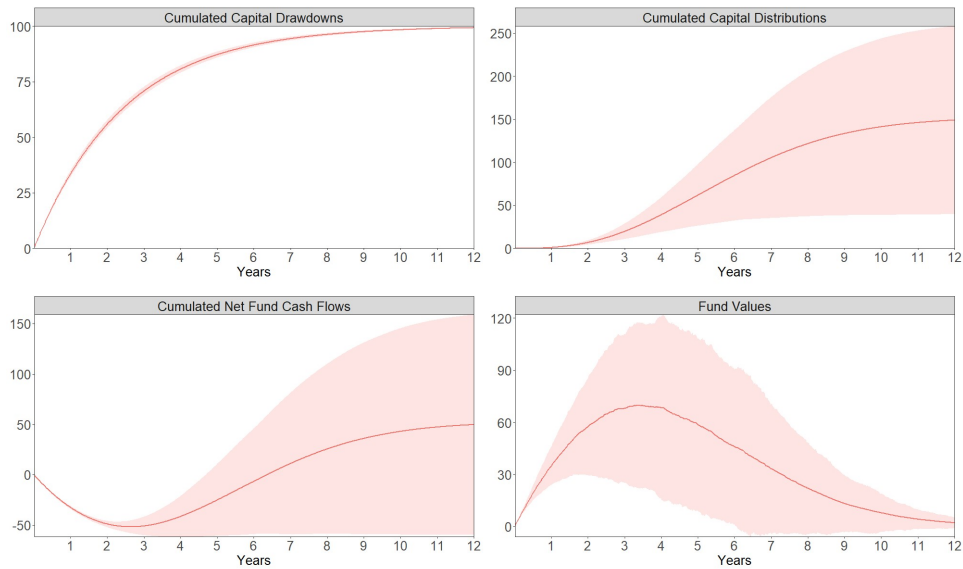 Cumulated Capital Drawdowns
100
75
50
25
0
1 2 3 4 5 6 7 8 9 10 11 12
Years
Cumulated Capital Distributions
250
200
150
100
50
0
1 2 3 4 5 6 7 8 9 10 11 12
Years
Cumulated Net Fund Cash Flows
150
100
50
0
-50
1 2 3 4 5 6 7 8 9 10 11 12
Years
Fund Values
120
90
60
30
0
1 2 3 4 5 6 7 8 9 10 11 12
Years